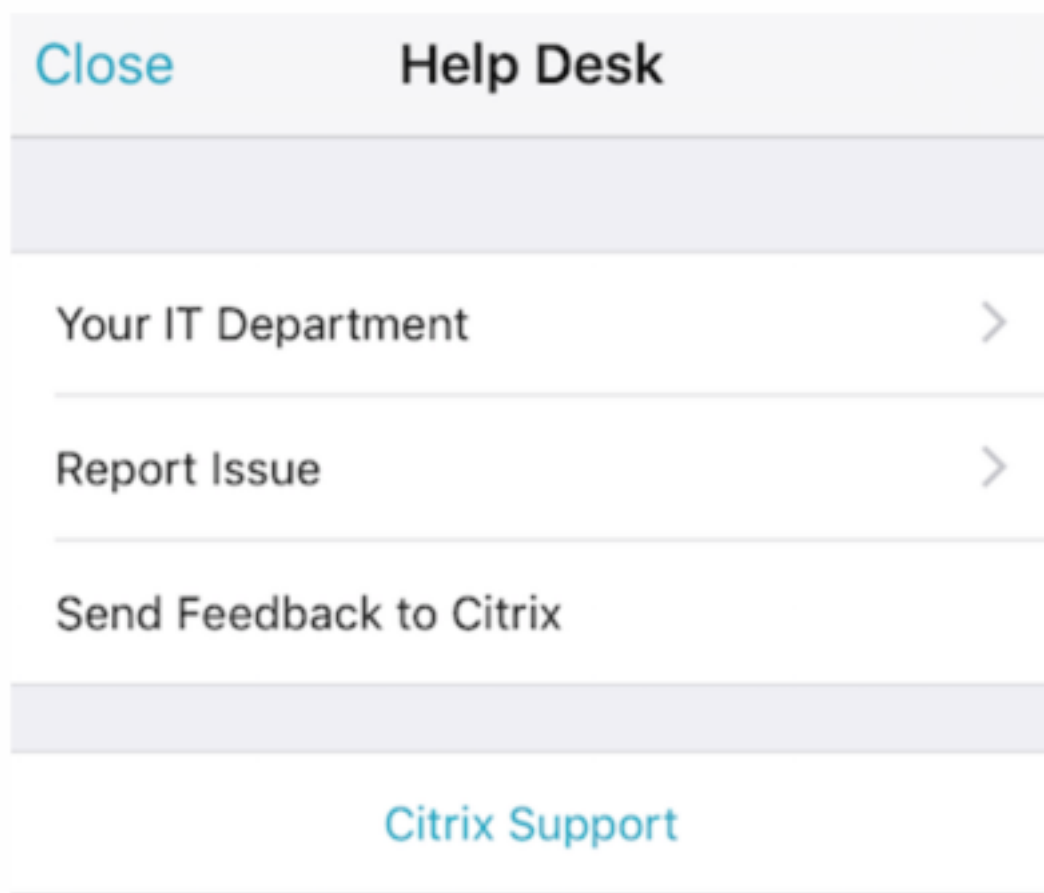 Close
Help Desk
Your IT Department
Report Issue
Send Feedback to Citrix
Citrix Support